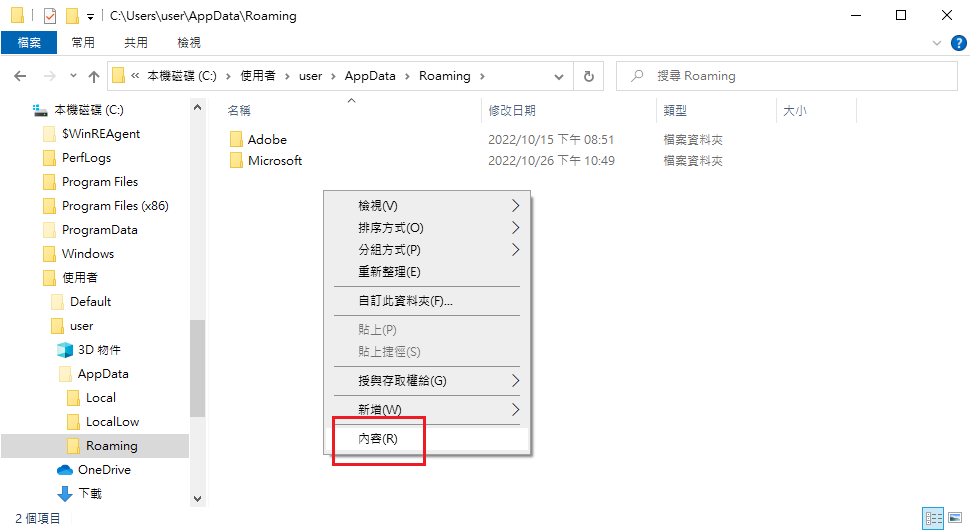 C:\Users\user\AppData\Roaming
檔案 常用 共用 檢視
« 本機磁碟 (C:) › 使用者 › user › AppData › Roaming ›
搜尋 Roaming
本機磁碟 (C:)
$WinREAgent
PerfLogs
Program Files
Program Files (x86)
ProgramData
Windows
使用者
Default
user
3D 物件
AppData
Local
LocalLow
Roaming
OneDrive
下載
名稱 修改日期 類型 大小
Adobe 2022/10/15 下午 08:51 檔案資料夾
Microsoft 2022/10/26 下午 10:49 檔案資料夾
檢視(V)
排序方式(O)
分組方式(P)
重新整理(E)
自訂此資料夾(F)...
貼上(P)
貼上捷徑(S)
授與存取權給(G)
新增(W)
內容(R)
2 個項目